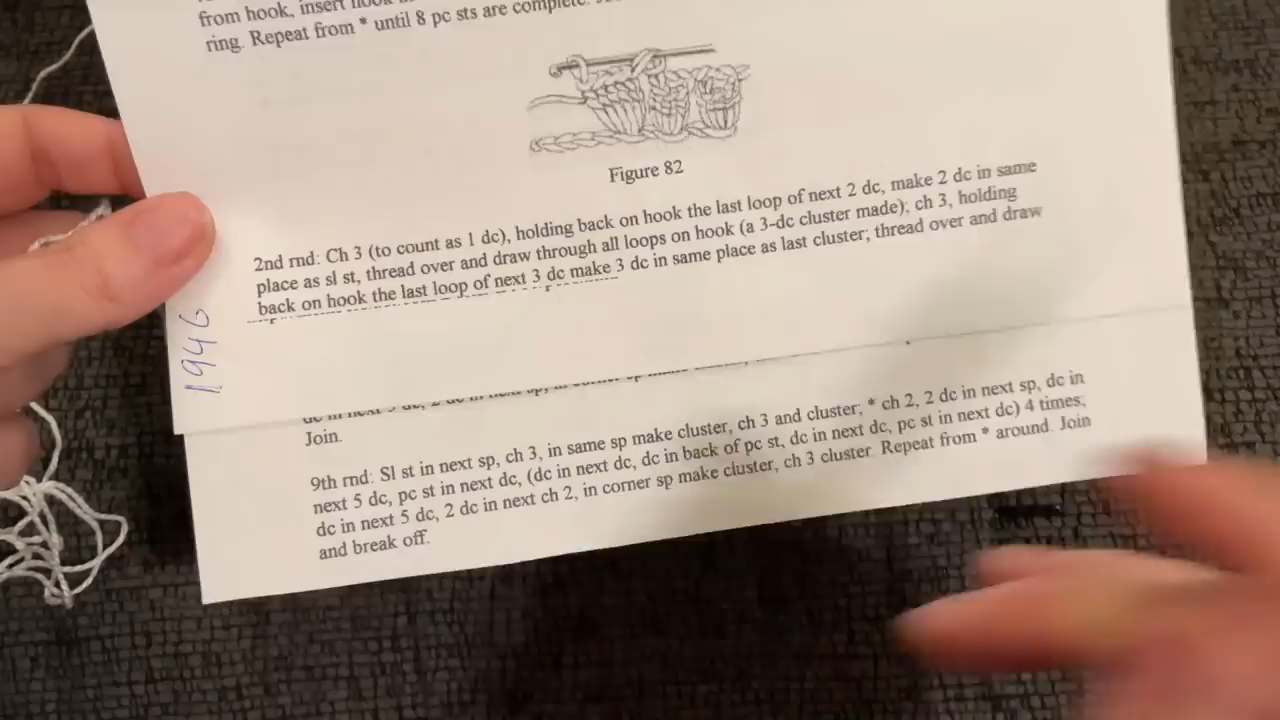 from hook, insert hook
ring. Repeat from * until 8 pc sts are complete.
Figure 82
2nd rnd: Ch 3 (to count as 1 dc), holding back on hook the last loop of next 2 dc, make 2 dc in same
place as sl st, thread over and draw through all loops on hook (a 3-dc cluster made); ch 3, holding
back on hook the last loop of next 3 dc make 3 dc in same place as last cluster; thread over and draw
1946
Join.
9th rnd: Sl st in next sp, ch 3, in same sp make cluster, ch 3 and cluster; * ch 2, 2 dc in next sp, dc in
next 5 dc, pc st in next dc, (dc in next dc, dc in back of pc st, dc in next dc, pc st in next dc) 4 times;
dc in next 5 dc, 2 dc in next ch 2, in corner sp make cluster, ch 3 cluster. Repeat from * around. Join
and break off.